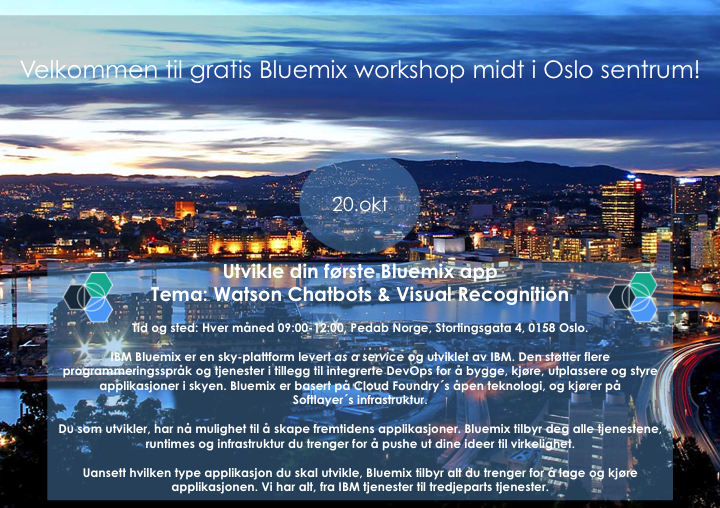 Velkommen til gratis Bluemix workshop midt i Oslo sentrum!
20.okt
Utvikle din første Bluemix app
Tema: Watson Chatbots & Visual Recognition
Tid og sted: Hver måned 09:00-12:00, Pedab Norge, Stortingsgata 4, 0158 Oslo.
IBM Bluemix er en sky-plattform levert as a service og utviklet av IBM. Den støtter flere
programmeringsspråk og tjenester i tillegg til integrerte DevOps for å bygge, kjøre, utplassere og styre
applikasjoner i skyen. Bluemix er basert på Cloud Foundry´s åpen teknologi, og kjører på
Softlayer´s infrastruktur.
Du som utvikler, har nå mulighet til å skape fremtidens applikasjoner. Bluemix tilbyr deg alle tjenestene,
runtimes og infrastruktur du trenger for å pushe ut dine ideer til virkelighet.
Uansett hvilken type applikasjon du skal utvikle, Bluemix tilbyr alt du trenger for å lage og kjøre
applikasjonen. Vi har alt, fra IBM tjenester til tredjeparts tjenester.